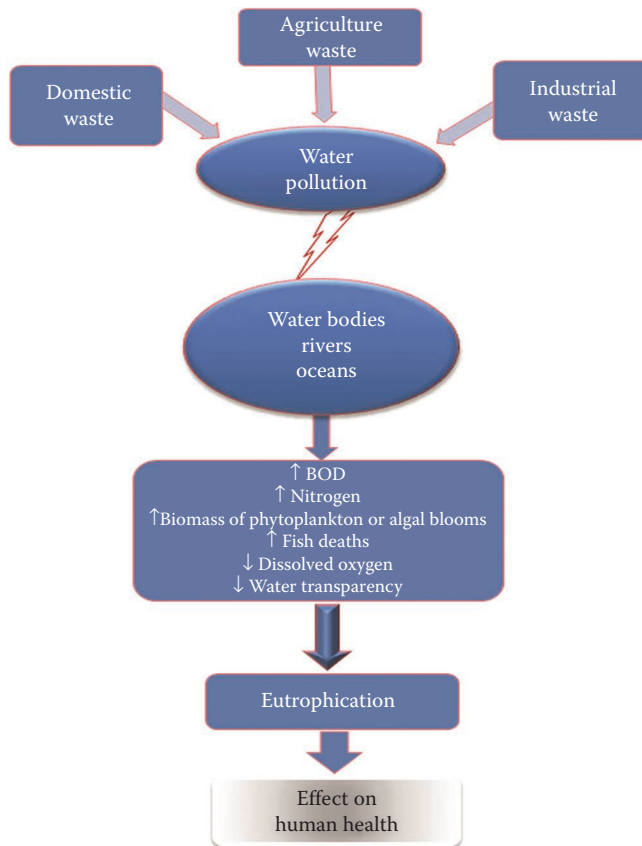 Agriculture
waste
Domestic
waste
Industrial
waste
Water
pollution
Water bodies
rivers
oceans
↑ BOD
↑ Nitrogen
↑Biomass of phytoplankton or algal blooms
↑ Fish deaths
↓ Dissolved oxygen
↓ Water transparency
Eutrophication
Effect on
human health